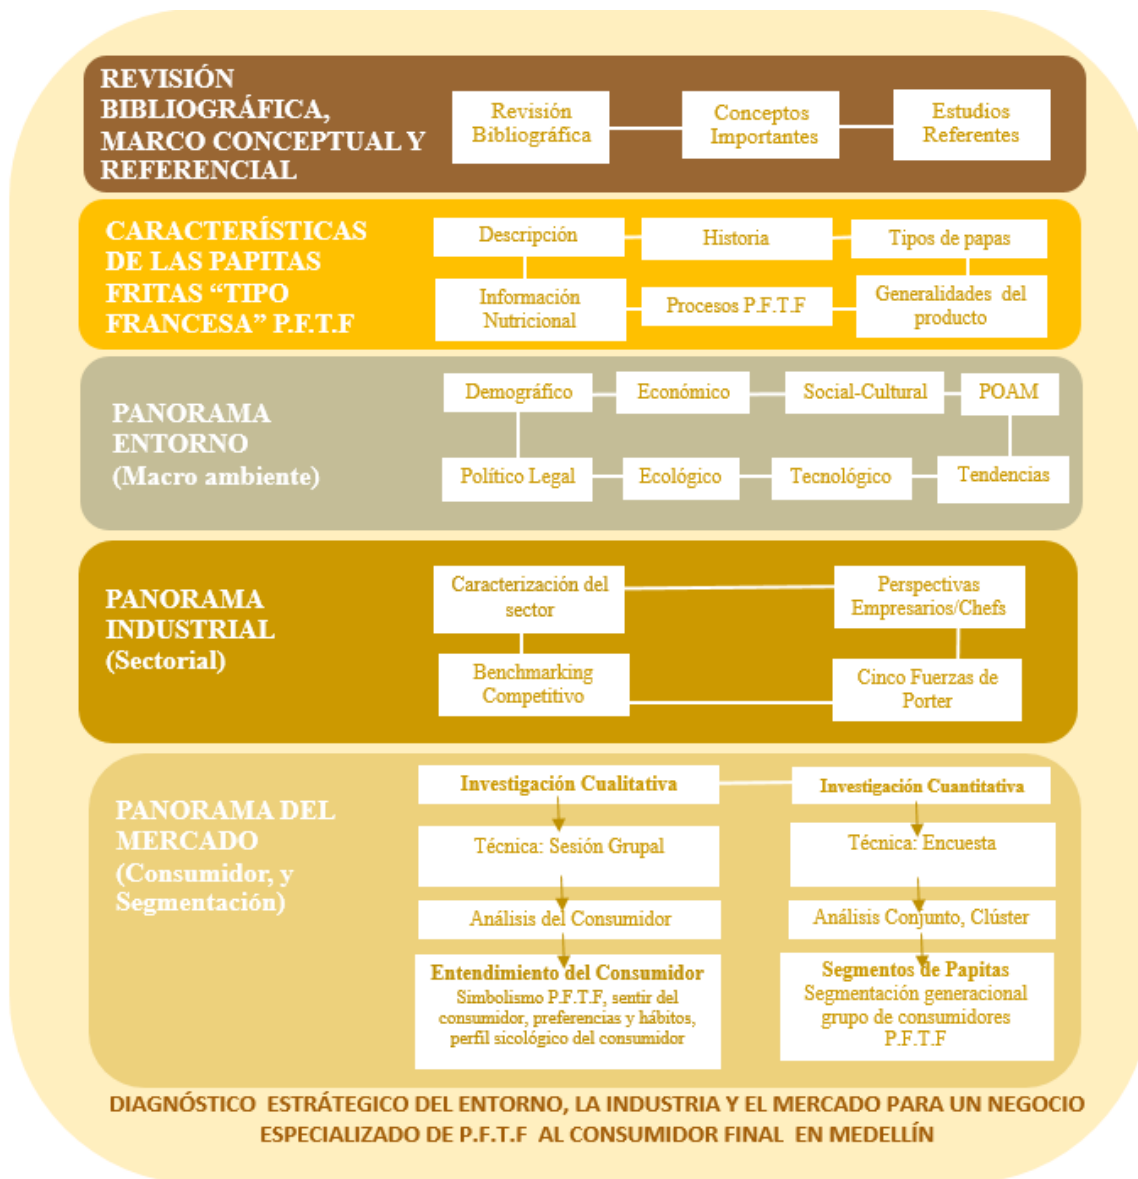 REVISIÓN
BIBLIOGRÁFICA,
MARCO CONCEPTUAL Y
REFERENCIAL
Revisión
Bibliográfica
Conceptos
Importantes
Estudios
Referentes
CARACTERÍSTICAS
DE LAS PAPITAS
FRITAS “TIPO
FRANCESA” P.F.T.F
Descripción
Historia
Tipos de papas
Información
Nutricional
Procesos P.F.T.F
Generalidades del
producto
PANORAMA
ENTORNO
(Macro ambiente)
Demográfico
Económico
Social-Cultural
POAM
Político Legal
Ecológico
Tecnológico
Tendencias
PANORAMA
INDUSTRIAL
(Sectorial)
Caracterización del
sector
Perspectivas
Empresarios/Chefs
Benchmarking
Competitivo
Cinco Fuerzas de
Porter
PANORAMA DEL
MERCADO
(Consumidor, y
Segmentación)
Investigación Cualitativa
Técnica: Sesión Grupal
Análisis del Consumidor
Entendimiento del Consumidor
Simbolismo P.F.T.F, sentir del
consumidor, preferencias y hábitos,
perfil sicológico del consumidor
Investigación Cuantitativa
Técnica: Encuesta
Análisis Conjunto, Clúster
Segmentos de Papitas
Segmentación generacional
grupo de consumidores
P.F.T.F
DIAGNÓSTICO ESTRÁTEGICO DEL ENTORNO, LA INDUSTRIA Y EL MERCADO PARA UN NEGOCIO
ESPECIALIZADO DE P.F.T.F AL CONSUMIDOR FINAL EN MEDELLÍN